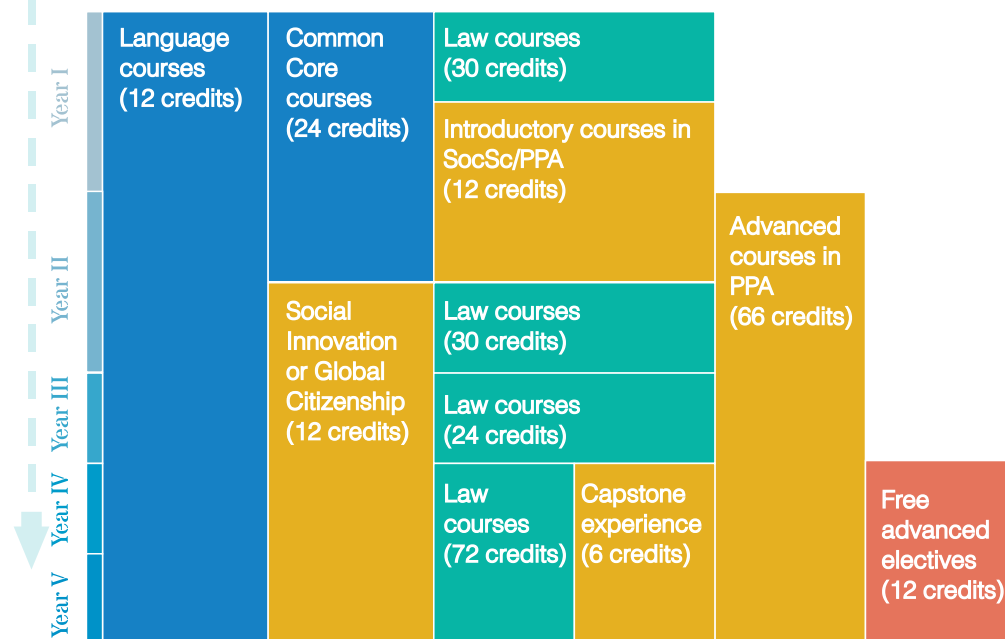 Year I
Year II
Year III
Year IV
Year V
Language
courses
(12 credits)
Common
Core
courses
(24 credits)
Law courses
(30 credits)
Introductory courses in
SocSc/PPA
(12 credits)
Advanced
courses in
PPA
(66 credits)
Social
Innovation
or Global
Citizenship
(12 credits)
Law courses
(30 credits)
Law courses
(24 credits)
Law
courses
(72 credits)
Capstone
experience
(6 credits)
Free
advanced
electives
(12 credits)